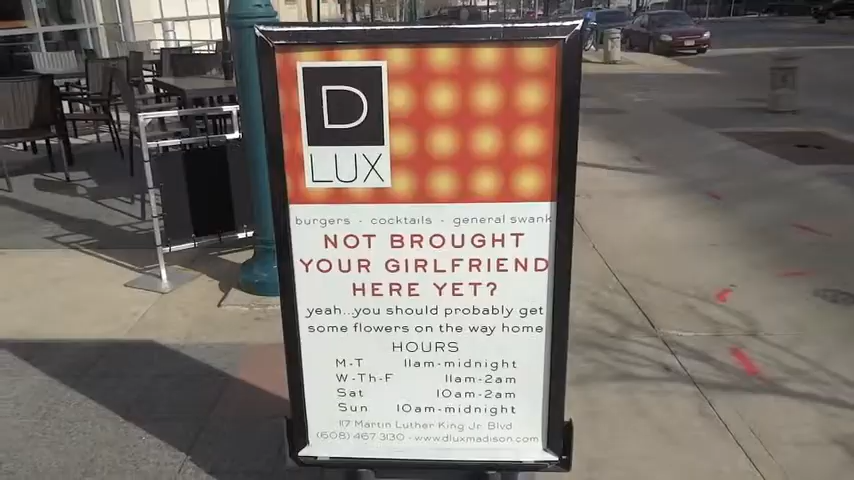 D
LUX
burgers - cocktails - general swank
NOT BROUGHT
YOUR GIRLFRIEND
HERE YET?
yeah...you should probably get
some flowers on the way home
HOURS
M-T 11am-midnight
W-Th-F 11am-2am
Sat 10am-2am
Sun 10am-midnight
117 Martin Luther King Jr Blvd
(608) 467 3130 - www.dluxmadison.com